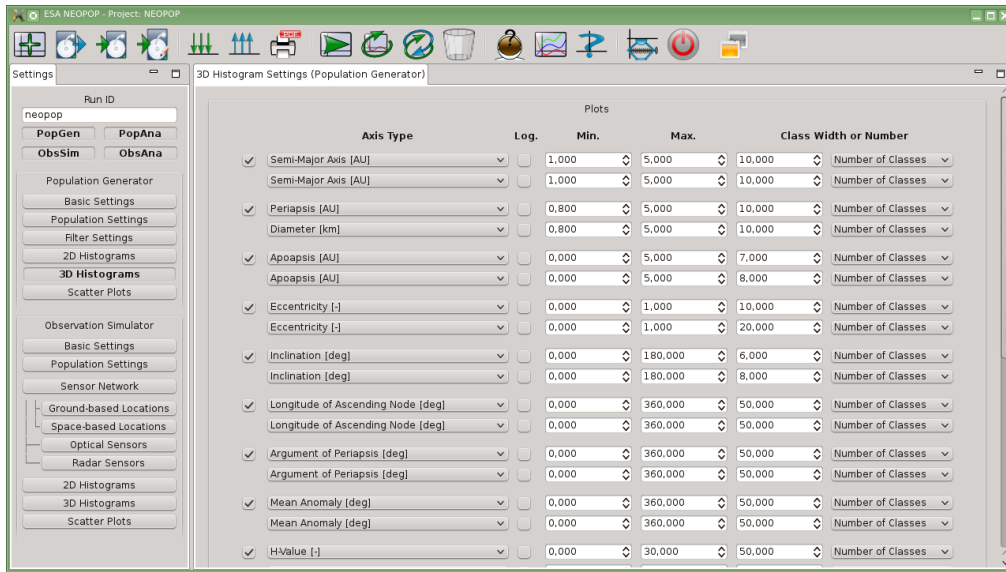 ESA NEOPOP - Project: NEOPOP
PDF
Settings
Run ID
neopop
PopGen PopAna
ObsSim ObsAna
Population Generator
Basic Settings
Population Settings
Filter Settings
2D Histograms
3D Histograms
Scatter Plots
Observation Simulator
Basic Settings
Population Settings
Sensor Network
Ground-based Locations
Space-based Locations
Optical Sensors
Radar Sensors
2D Histograms
3D Histograms
Scatter Plots
3D Histogram Settings (Population Generator)
Plots
Axis Type Log. Min. Max. Class Width or Number
Semi-Major Axis [AU] 1,000 5,000 10,000 Number of Classes
Semi-Major Axis [AU] 1,000 5,000 10,000 Number of Classes
Periapsis [AU] 0,800 5,000 10,000 Number of Classes
Diameter [km] 0,800 5,000 10,000 Number of Classes
Apoapsis [AU] 0,000 5,000 7,000 Number of Classes
Apoapsis [AU] 0,000 5,000 8,000 Number of Classes
Eccentricity [-] 0,000 1,000 10,000 Number of Classes
Eccentricity [-] 0,000 1,000 20,000 Number of Classes
Inclination [deg] 0,000 180,000 6,000 Number of Classes
Inclination [deg] 0,000 180,000 8,000 Number of Classes
Longitude of Ascending Node [deg] 0,000 360,000 50,000 Number of Classes
Longitude of Ascending Node [deg] 0,000 360,000 50,000 Number of Classes
Argument of Periapsis [deg] 0,000 360,000 50,000 Number of Classes
Argument of Periapsis [deg] 0,000 360,000 50,000 Number of Classes
Mean Anomaly [deg] 0,000 360,000 50,000 Number of Classes
Mean Anomaly [deg] 0,000 360,000 50,000 Number of Classes
H-Value [-] 0,000 30,000 50,000 Number of Classes